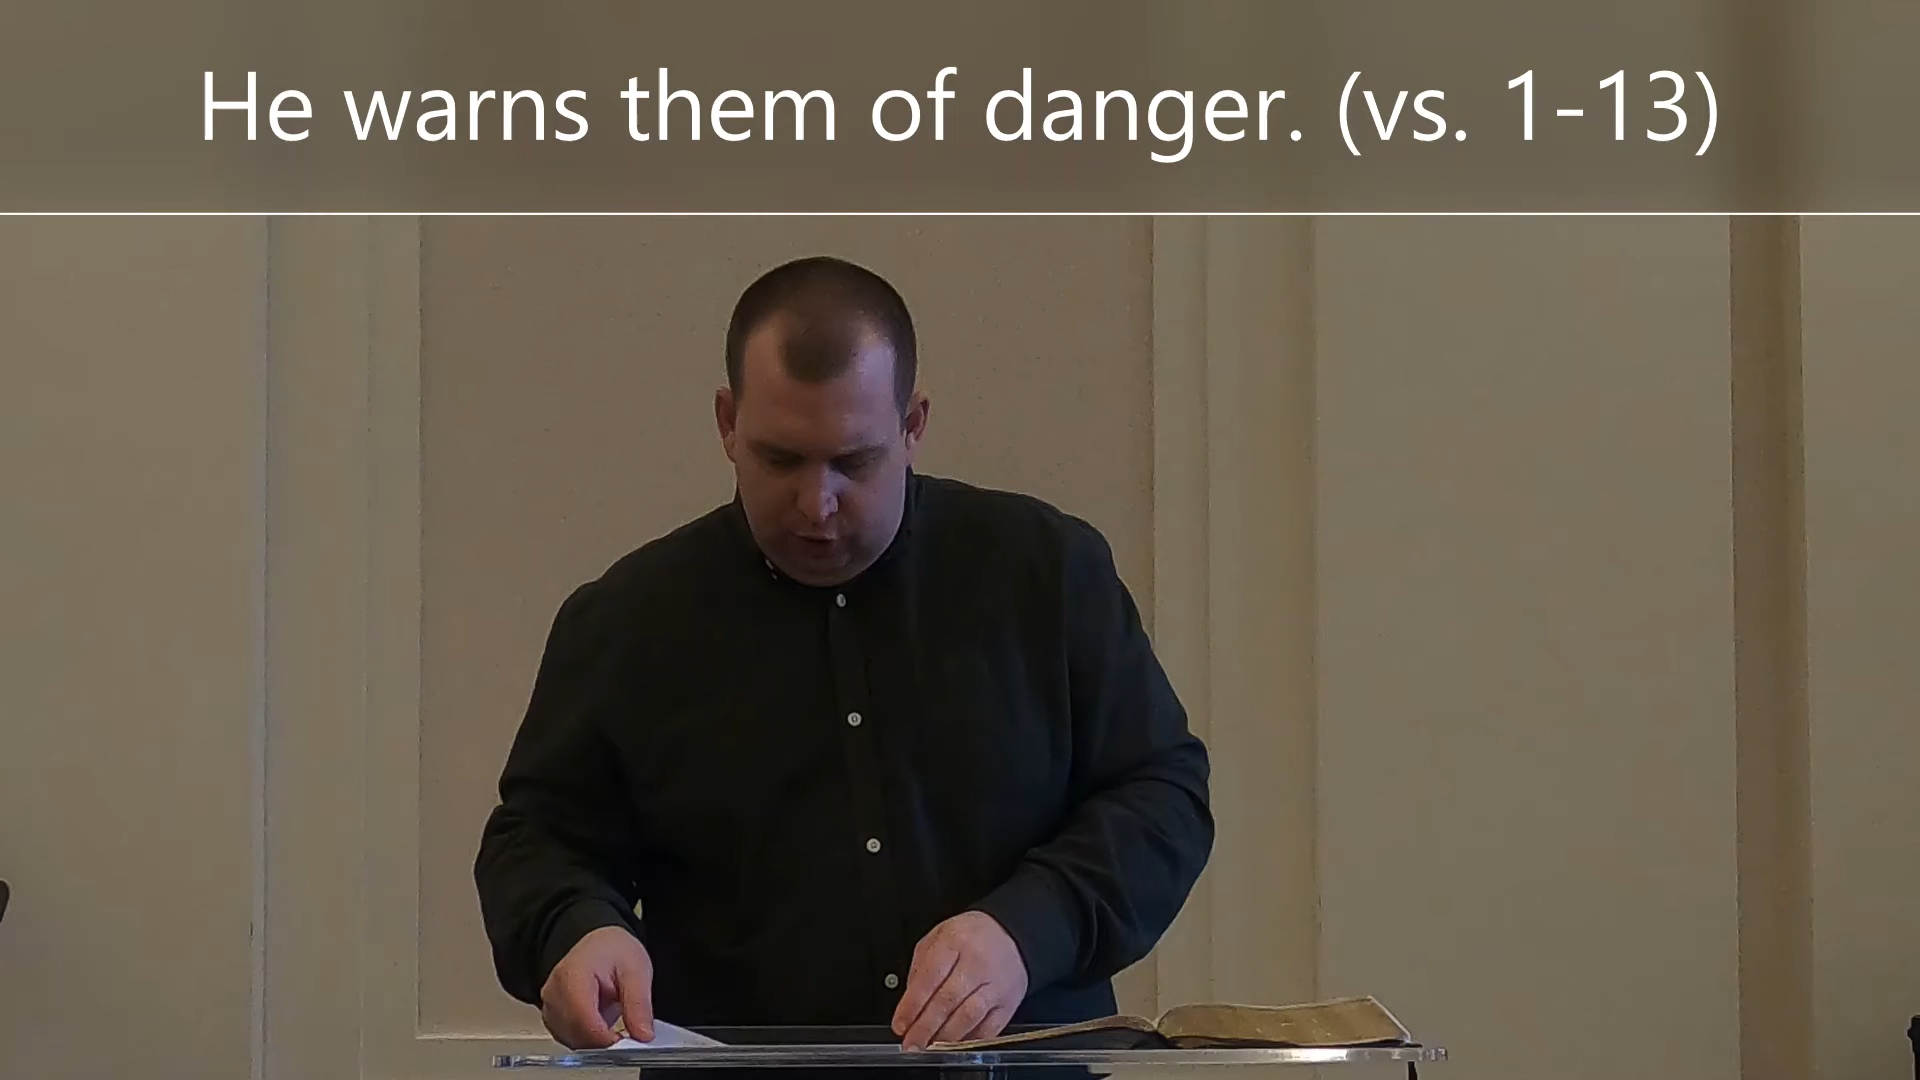 He warns them of danger. (vs. 1-13)